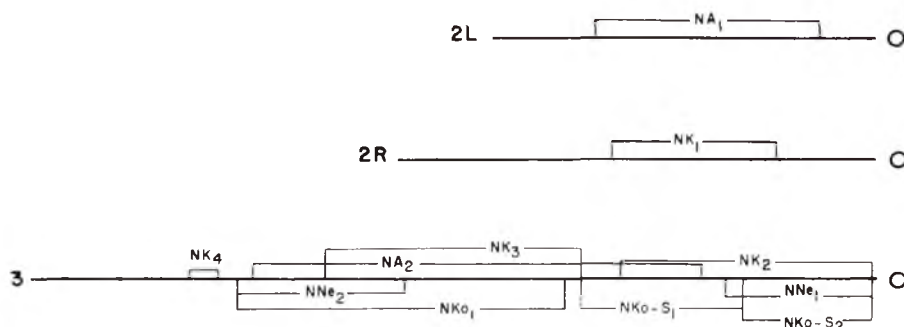 2L NA₁
2R NK₁
NK₄ NK₃
3 NA₂ NK₂
NNe₂ NNe₁
NKo₁ NKo-S₁
NKo-S₂